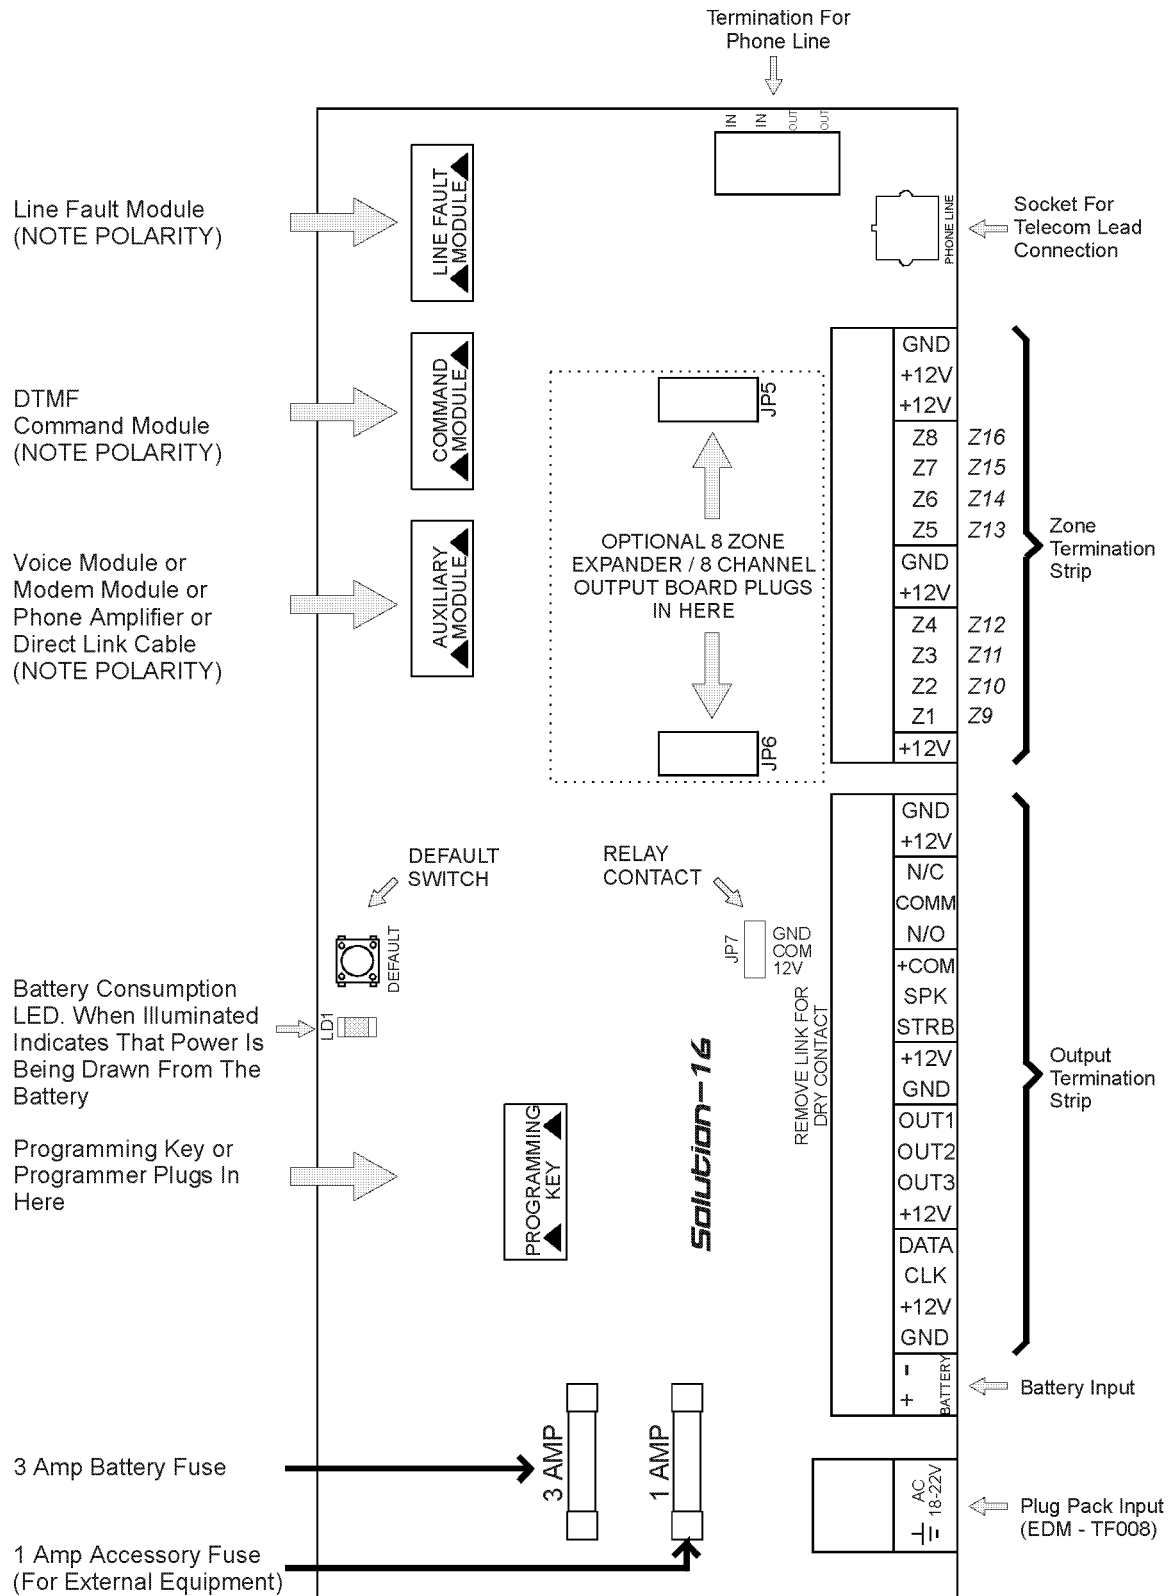 Termination For
Phone Line
IN
IN
OUT
OUT
Line Fault Module
(NOTE POLARITY)
LINE FAULT
MODULE
PHONE LINE
Socket For
Telecom Lead
Connection
DTMF
Command Module
(NOTE POLARITY)
COMMAND
MODULE
JP5
GND
+12V
+12V
Z8 Z16
Z7 Z15
Z6 Z14
Z5 Z13
GND
+12V
Z4 Z12
Z3 Z11
Z2 Z10
Z1 Z9
+12V
Zone
Termination
Strip
OPTIONAL 8 ZONE
EXPANDER / 8 CHANNEL
OUTPUT BOARD PLUGS
IN HERE
Voice Module or
Modem Module or
Phone Amplifier or
Direct Link Cable
(NOTE POLARITY)
AUXILIARY
MODULE
JP6
DEFAULT
SWITCH
DEFAULT
RELAY
CONTACT
JP7
GND
COM
12V
REMOVE LINK FOR
DRY CONTACT
GND
+12V
N/C
COMM
N/O
+COM
SPK
STRB
+12V
GND
OUT1
OUT2
OUT3
+12V
DATA
CLK
+12V
GND
Output
Termination
Strip
Battery Consumption
LED. When Illuminated
Indicates That Power Is
Being Drawn From The
Battery
LD1
Solution-16
Programming Key or
Programmer Plugs In
Here
PROGRAMMING
KEY
+ -
BATTERY
Battery Input
3 Amp Battery Fuse
3 AMP
1 AMP
AC
18-22V
Plug Pack Input
(EDM - TF008)
1 Amp Accessory Fuse
(For External Equipment)